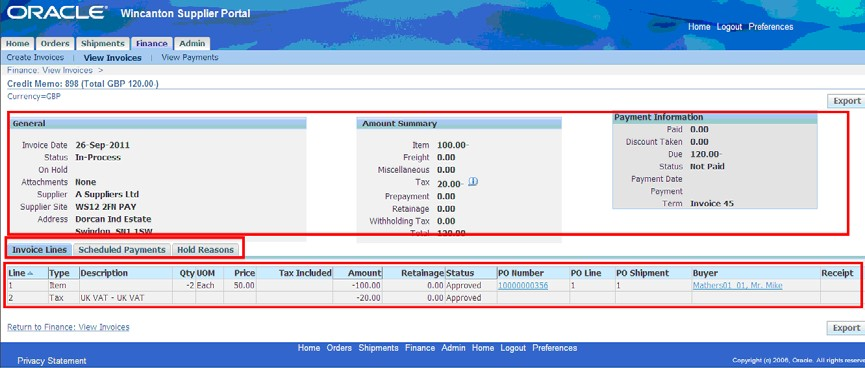 ORACLE Wincanton Supplier Portal
Home Logout Preferences
Home Orders Shipments Finance Admin
Create Invoices | View Invoices | View Payments
Finance: View Invoices >
Credit Memo: 898 (Total GBP 120.00-)
Currency=GBP
Export
General
Invoice Date 26-Sep-2011
Status In-Process
On Hold
Attachments None
Supplier A Suppliers Ltd
Supplier Site WS12 2FN PAY
Address Dorcan Ind Estate
Swindon, SN1 1SW
Amount Summary
Item 100.00-
Freight 0.00
Miscellaneous 0.00
Tax 20.00-
Prepayment 0.00
Retainage 0.00
Withholding Tax 0.00
Total 120.00-
Payment Information
Paid 0.00
Discount Taken 0.00
Due 120.00-
Status Not Paid
Payment Date
Payment
Term Invoice 45
Invoice Lines Scheduled Payments Hold Reasons
Line Type Description Qty UOM Price Tax Included Amount Retainage Status PO Number PO Line PO Shipment Buyer Receipt
1 Item -2 Each 50.00 -100.00 0.00 Approved 10000000356 1 1 Mathers01_01, Mr. Mike
2 Tax UK VAT - UK VAT -20.00 0.00 Approved
Return to Finance: View Invoices
Export
Home Orders Shipments Finance Admin Home Logout Preferences
Privacy Statement
Copyright (c) 2006, Oracle. All rights reserve